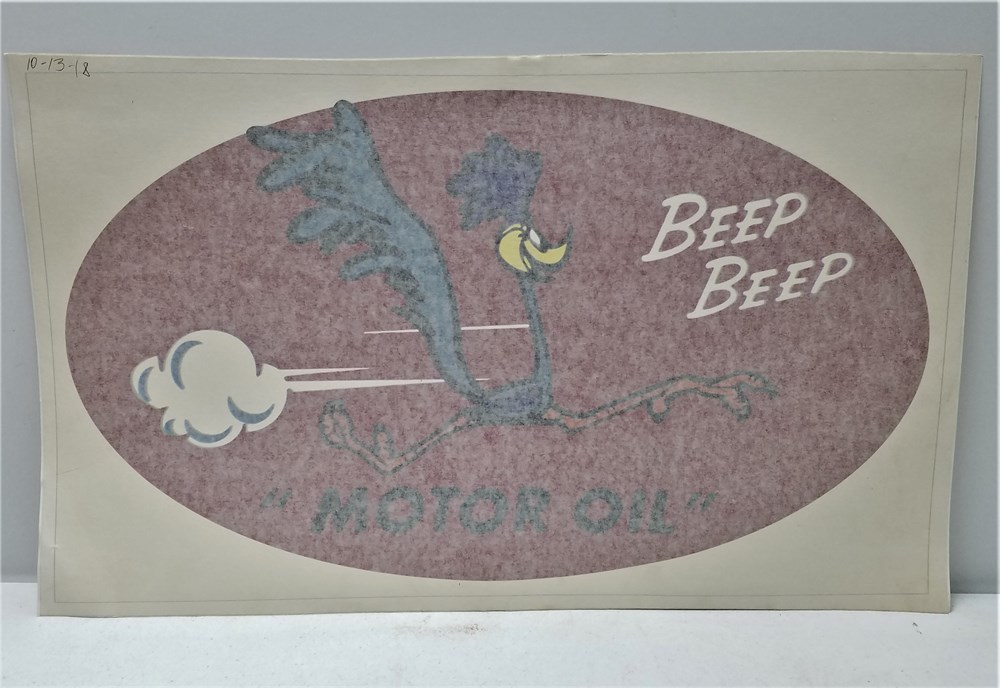 10-13-18
BEEP
BEEP
"MOTOR OIL"